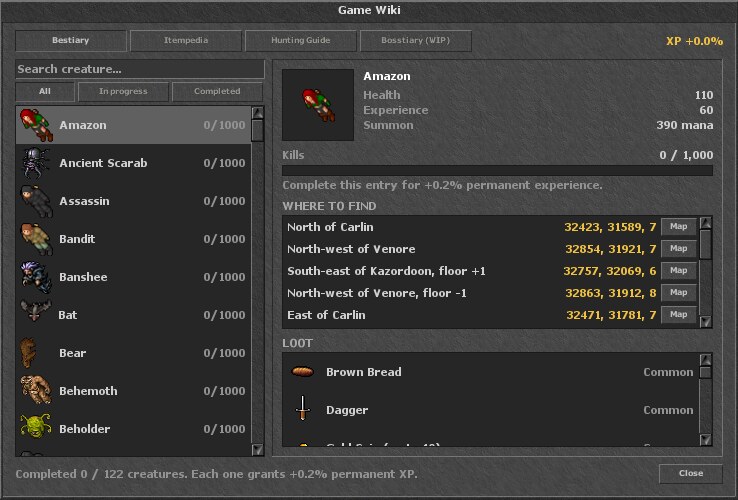 Game Wiki
Bestiary
Itempedia
Hunting Guide
Bosstiary (WIP)
XP +0.0%
Search creature...
All
In progress
Completed
Amazon 0/1000
Ancient Scarab 0/1000
Assassin 0/1000
Bandit 0/1000
Banshee 0/1000
Bat 0/1000
Bear 0/1000
Behemoth 0/1000
Beholder 0/1000
Amazon
Health 110
Experience 60
Summon 390 mana
Kills 0 / 1,000
Complete this entry for +0.2% permanent experience.
WHERE TO FIND
North of Carlin 32423, 31589, 7 Map
North-west of Venore 32854, 31921, 7 Map
South-east of Kazordoon, floor +1 32757, 32069, 6 Map
North-west of Venore, floor -1 32863, 31912, 8 Map
East of Carlin 32471, 31781, 7 Map
LOOT
Brown Bread Common
Dagger Common
Completed 0 / 122 creatures. Each one grants +0.2% permanent XP.
Close